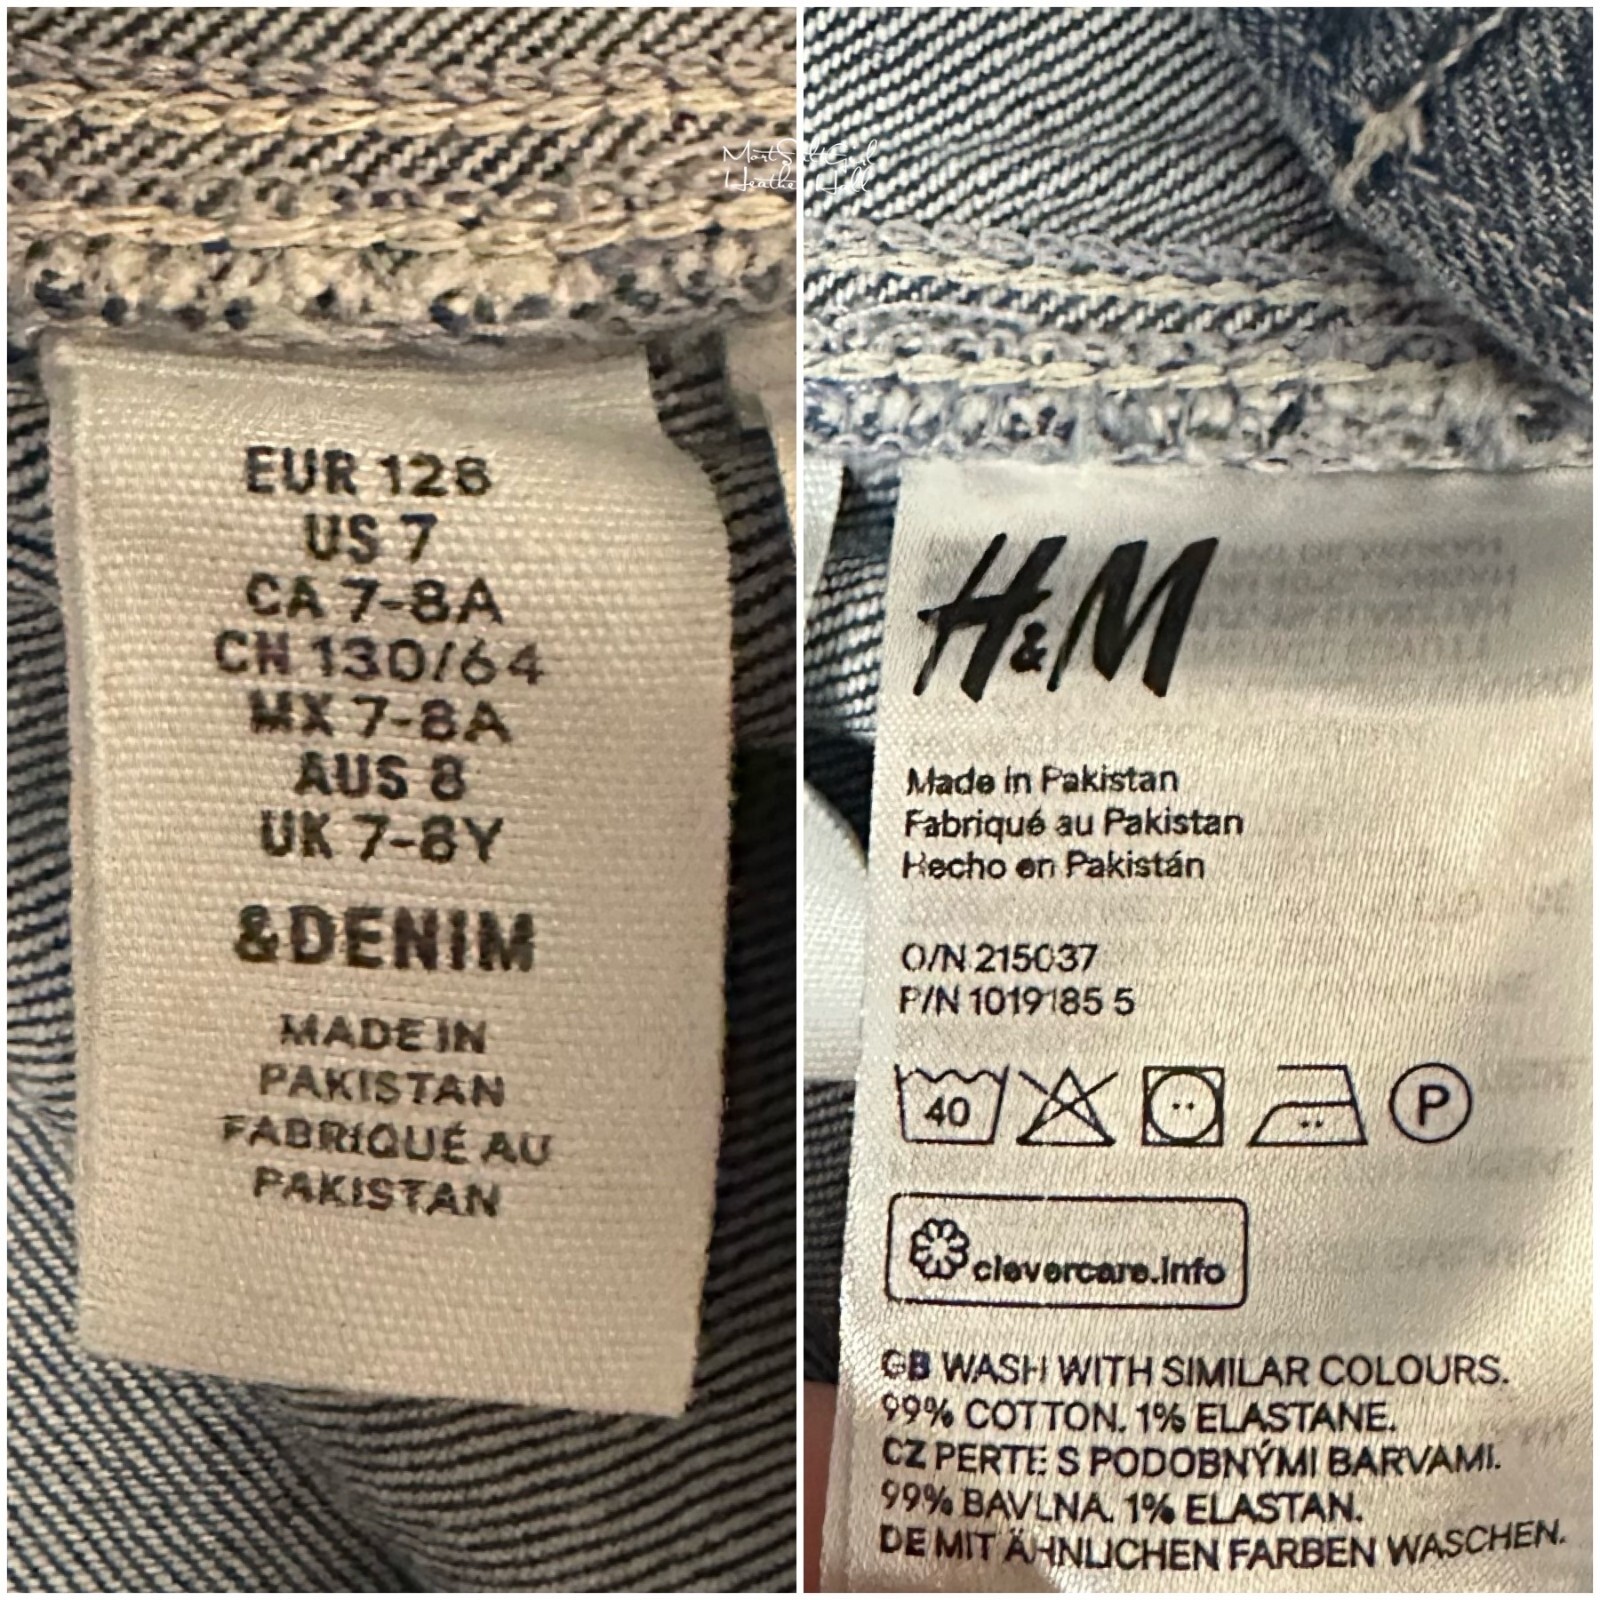 EUR 128
US 7
CA 7-8A
CN 130/64
MX 7-8A
AUS 8
UK 7-8Y
&DENIM
MADE IN
PAKISTAN
FABRIQUÉ AU
PAKISTAN
MortSaltGirl
Heather Hill
H&M
Made in Pakistan
Fabriqué au Pakistan
Hecho en Pakistán
O/N 215037
P/N 1019185 5
40
P
clevercare.info
GB WASH WITH SIMILAR COLOURS.
99% COTTON. 1% ELASTANE.
CZ PERTE S PODOBNÝMI BARVAMI.
99% BAVLNA. 1% ELASTAN.
DE MIT ÄHNLICHEN FARBEN WASCHEN.